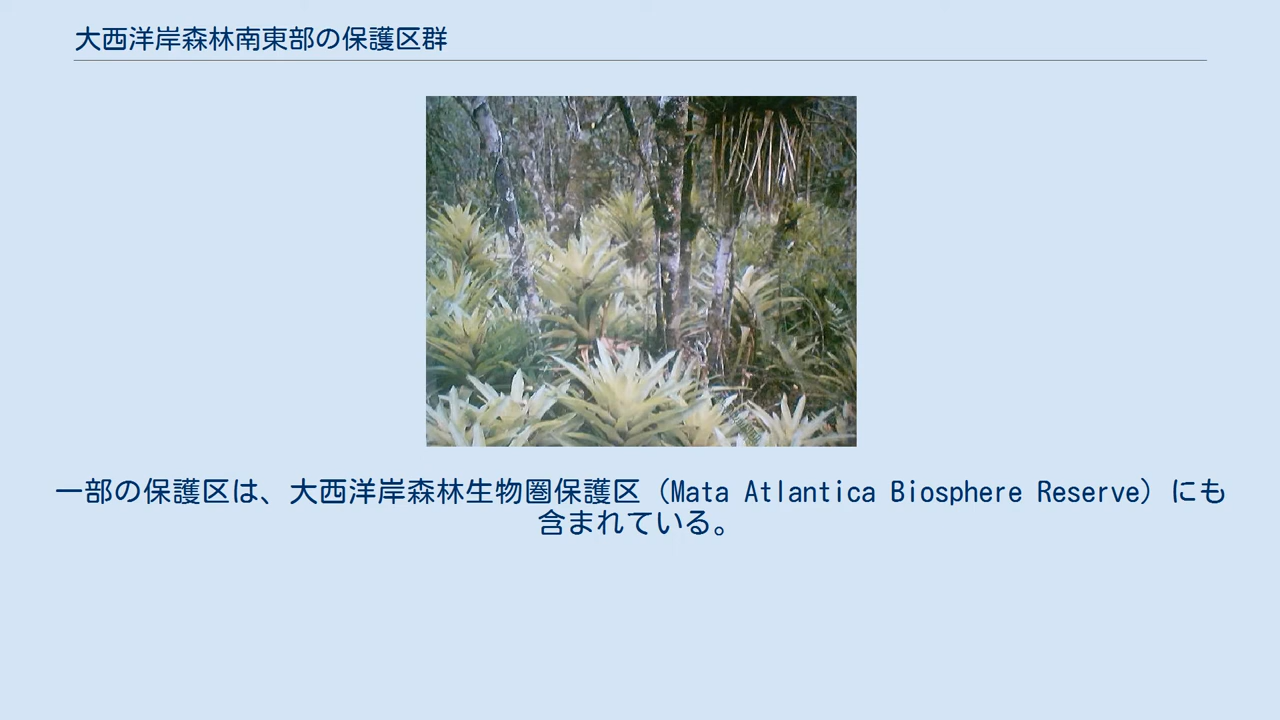 大西洋岸森林南東部の保護区群
一部の保護区は、大西洋岸森林生物圏保護区（Mata Atlantica Biosphere Reserve）にも
含まれている。